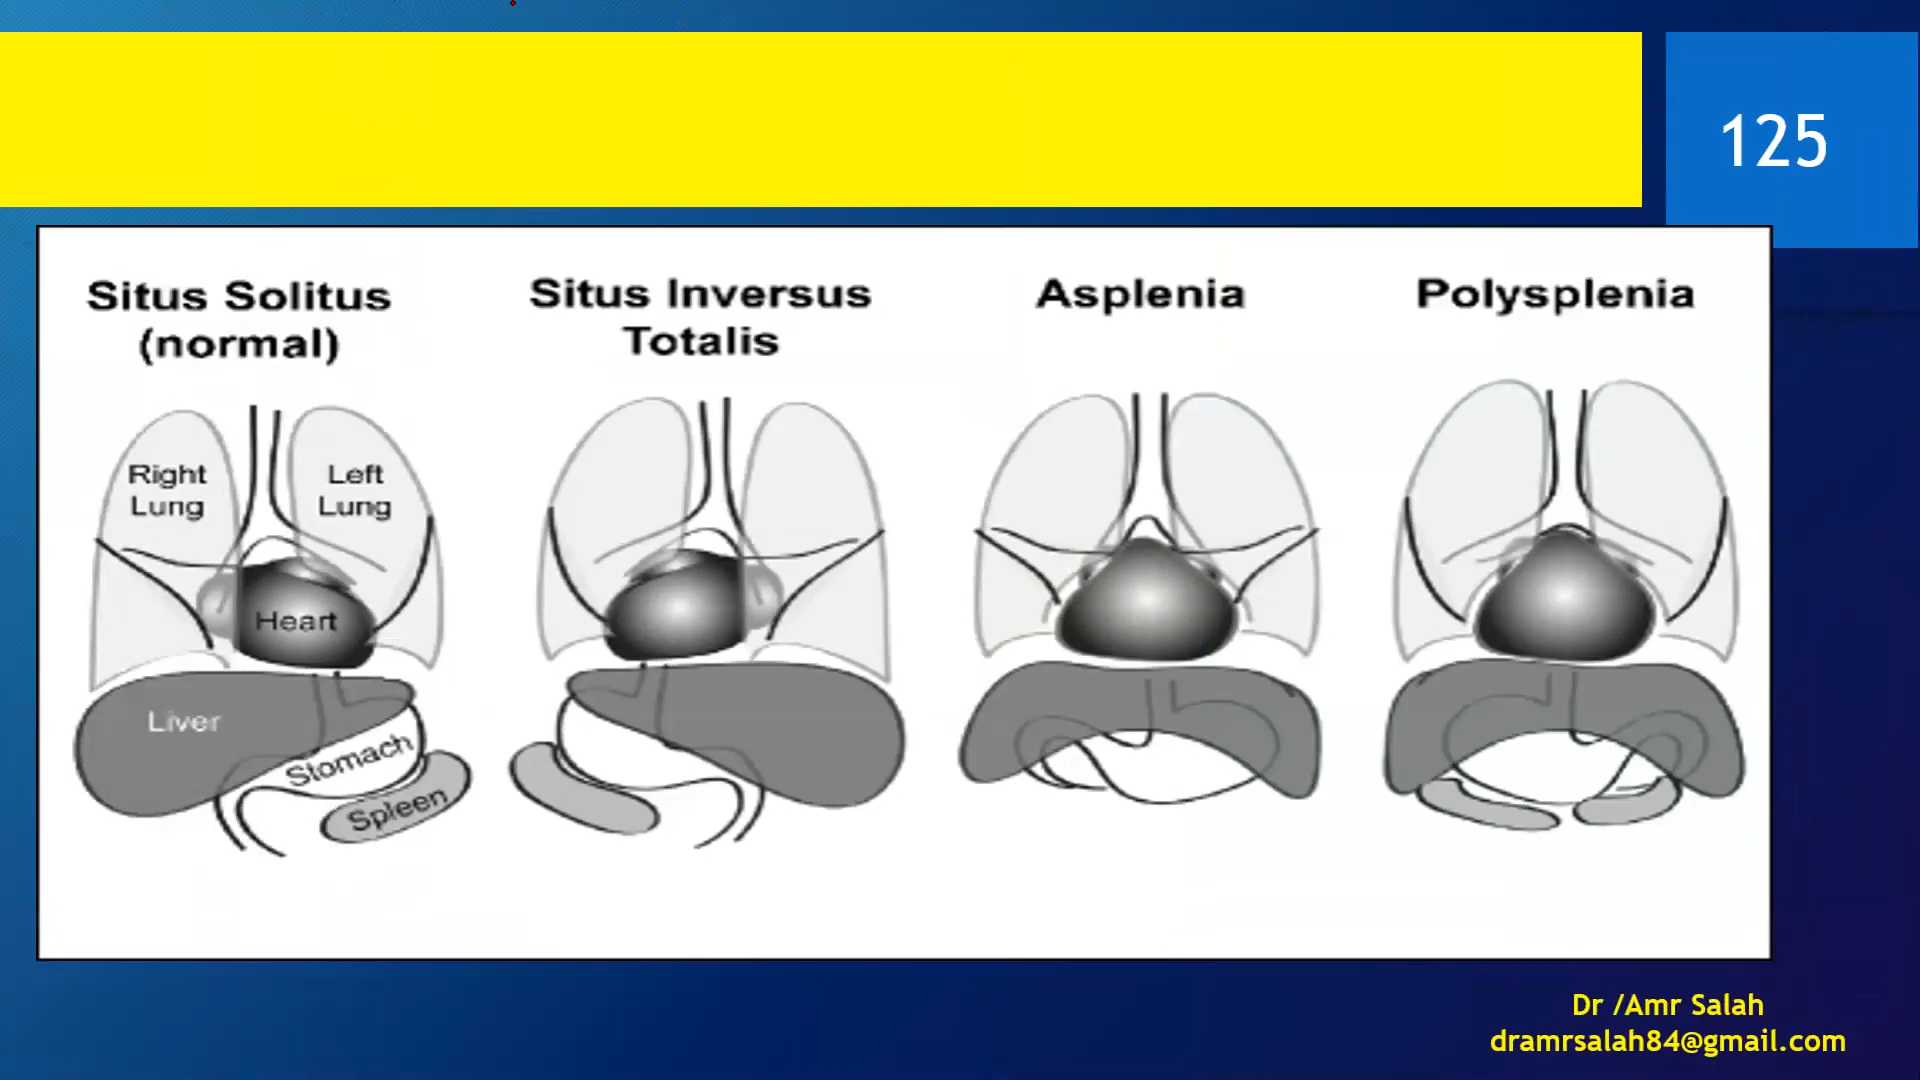 125
Situs Solitus
(normal)
Situs Inversus
Totalis
Asplenia
Polysplenia
Right
Lung
Left
Lung
Heart
Liver
Stomach
Spleen
Dr /Amr Salah
dramrsalah84@gmail.com